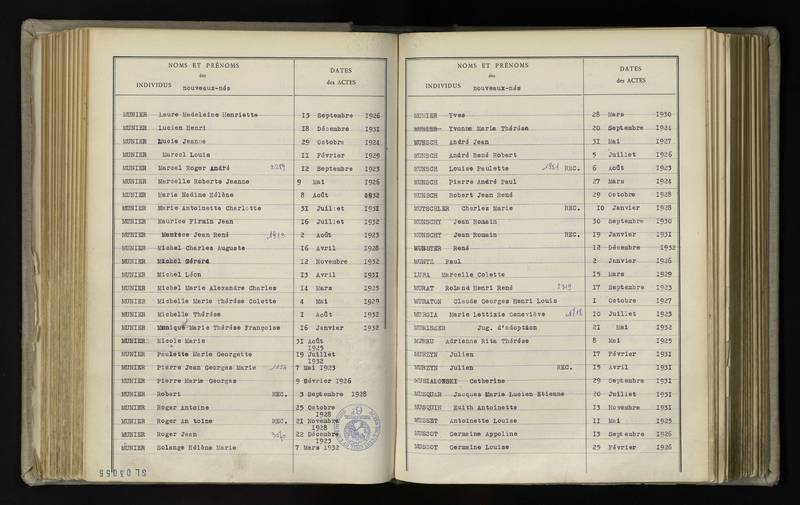 NOMS ET PRÉNOMS
des
INDIVIDUS nouveaux-nés
DATES
des ACTES
MUNIER Laure Madeleine Henriette 15 Septembre 1926
MUNIER Lucien Henri 18 Décembre 1931
MUNIER Lucie Jeanne 29 Octobre 1924
MUNIER Marcel Louis 11 Février 1929
MUNIER Marcel Roger André 12 Septembre 1923
MUNIER Marcelle Roberte Jeanne 9 Mai 1926
MUNIER Marie Nadine Hélène 8 Août 1932
MUNIER Marie Antoinette Charlotte 31 Juillet 1931
MUNIER Maurice Firmin Jean 16 Juillet 1932
MUNIER Maurice Jean René 1919 2 Août 1923
MUNIER Michel Charles Auguste 16 Avril 1928
MUNIER Michel Gérard 12 Novembre 1932
MUNIER Michel Léon 13 Avril 1931
MUNIER Michel Marie Alexandre Charles 14 Mars 1925
MUNIER Michelle Marie Thérèse Colette 4 Mai 1929
MUNIER Michelle Thérèse 1 Août 1932
MUNIER Monique Marie Thérèse Françoise 16 Janvier 1932
MUNIER Nicole Marie 31 Août 1925
MUNIER Paulette Marie Georgette 19 Juillet 1932
MUNIER Pierre Jean Georges Marie 7 Mai 1923
MUNIER Pierre Marie Georges 9 Février 1926
MUNIER Robert REC. 3 Septembre 1928
MUNIER Roger Antoine 25 Octobre 1928
MUNIER Roger An toine REC. 21 Novembre 1928
MUNIER Roger Jean 22 Décembre 1923
MUNIER Solange Hélène Marie 7 Mars 1932
NOMS ET PRÉNOMS
des
INDIVIDUS nouveaux-nés
DATES
des ACTES
MUNIER Yves 28 Mars 1930
Yvonne Marie Thérèse 20 Septembre 1924
MUNSCH André Jean 31 Mai 1927
MUNSCH André René Robert 5 Juillet 1926
MUNSCH Louise Paulette 1951 REC. 6 Août 1923
MUNSCH Pierre André Paul 27 Mars 1924
MUNSCH Robert Jean René 29 Octobre 1928
MUTSCHLER Charles Marie REC. 10 Janvier 1928
MUNSCHY Jean Romain 30 Septembre 1930
MUNSCHY Jean Romain REC. 19 Janvier 1931
MUNSTER René 12 Décembre 1932
MUNTZ Paul 2 Janvier 1926
Marcelle Colette 15 Mars 1929
MURAT Roland Henri René 17 Septembre 1923
MURATON Claude Georges Henri Louis 1 Octobre 1927
MURGIA Marie Lettizie Geneviève 10 Juillet 1923
Jug. d'adoption 21 Mai 1932
Adrienne Rita Thérèse 8 Mai 1925
MURZYN Julien 17 Février 1931
MURZYN Julien REC. 15 Avril 1931
MUSIALOWSKI Catherine 29 Septembre 1931
MUSQUAR Jacques Marie Lucien Etienne 20 Juillet 1931
MUSQUIN Edith Antoinette 13 Novembre 1931
MUSSET Antoinette Louise 11 Mai 1925
MUSSOT Germaine Appoline 13 Septembre 1926
MUSSOT Germaine Louise 25 Février 1926